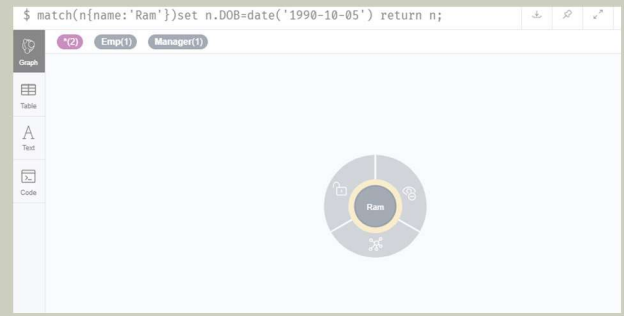 $ match(n{name:'Ram'})set n.DOB=date('1990-10-05') return n;
*(2) Emp(1) Manager(1)
Graph
Table
A
Text
Code
Ram